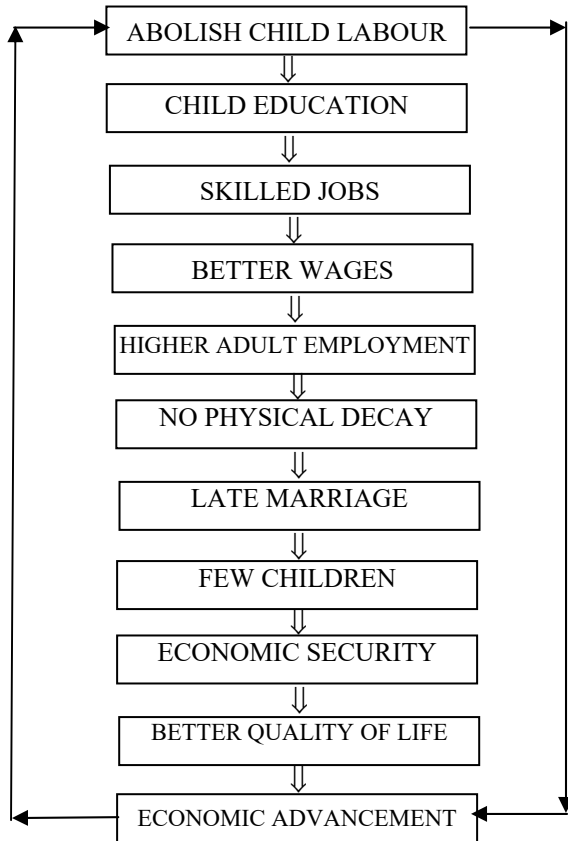 ABOLISH CHILD LABOUR
CHILD EDUCATION
SKILLED JOBS
BETTER WAGES
HIGHER ADULT EMPLOYMENT
NO PHYSICAL DECAY
LATE MARRIAGE
FEW CHILDREN
ECONOMIC SECURITY
BETTER QUALITY OF LIFE
ECONOMIC ADVANCEMENT